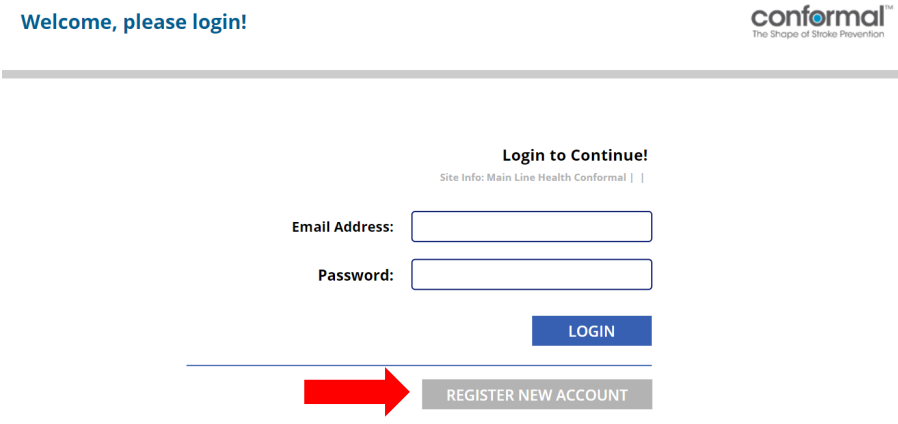 Welcome, please login!
conformal™
The Shape of Stroke Prevention
Login to Continue!
Site Info: Main Line Health Conformal | |
Email Address:
Password:
LOGIN
REGISTER NEW ACCOUNT